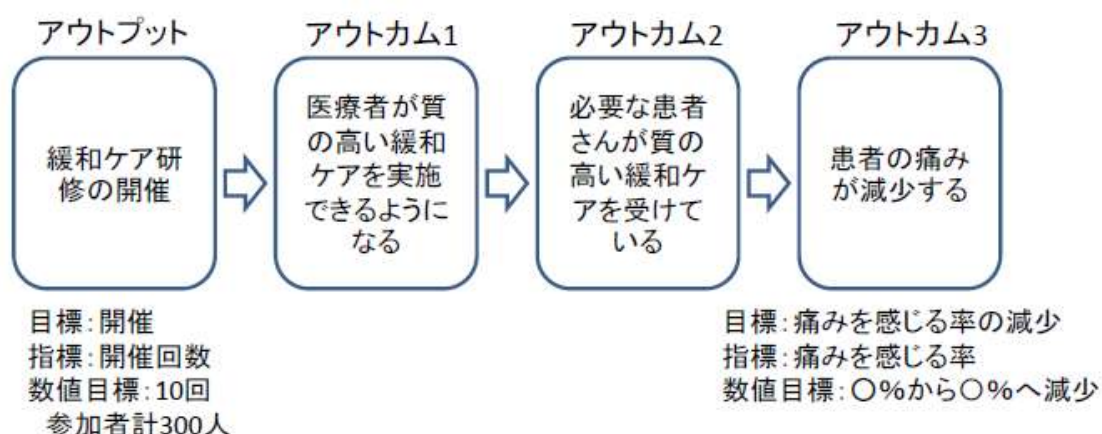 アウトプット
緩和ケア研
修の開催
目標:開催
指標:開催回数
数値目標:10回
参加者計300人
アウトカム1
医療者が質
の高い緩和
ケアを実施
できるように
なる
アウトカム2
必要な患者
さんが質の
高い緩和ケ
アを受けて
いる
アウトカム3
患者の痛み
が減少する
目標:痛みを感じる率の減少
指標:痛みを感じる率
数値目標:〇%から〇%へ減少